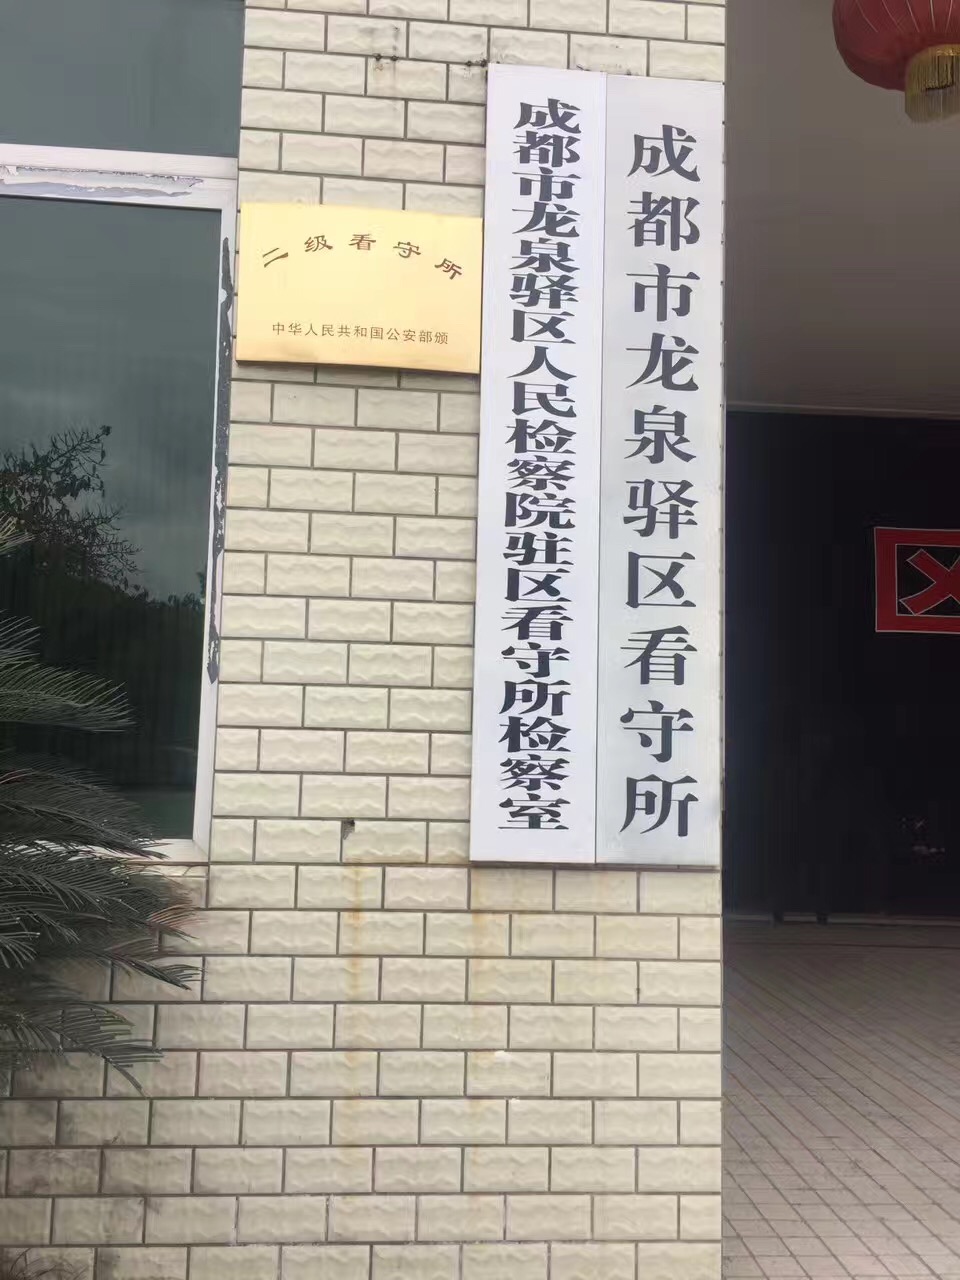 二级看守所
中华人民共和国公安部颁
成都市龙泉驿区人民检察院驻区看守所检察室
成都市龙泉驿区看守所